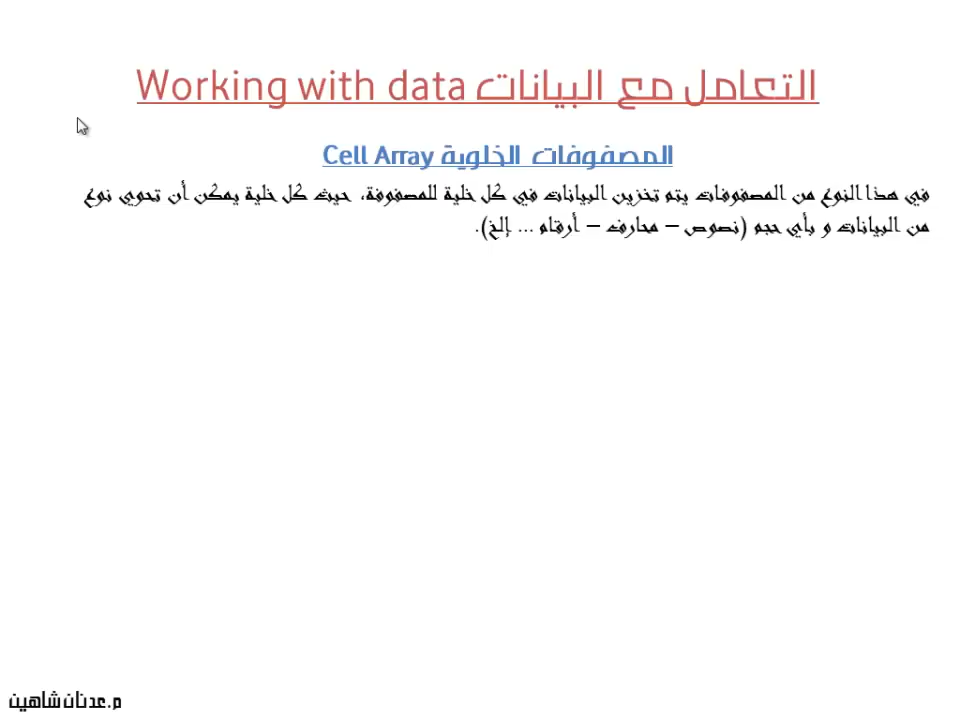 التعامل مع البيانات Working with data
المصفوفات الخلوية Cell Array
في هذا النوع من المصفوفات يتم تخزين البيانات في كل خلية للمصفوفة، حيث كل خلية يمكن أن تحوي نوع
من البيانات و بأي حجم (نصوص – محارف – أرقام ... إلخ).
م.عدنان شاهين